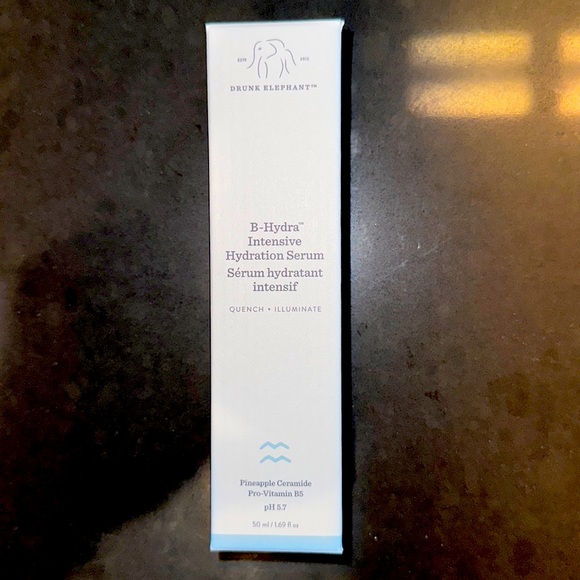 ESTD 2012
DRUNK ELEPHANT™
B-Hydra™
Intensive
Hydration Serum
Sérum hydratant
intensif
QUENCH + ILLUMINATE
Pineapple Ceramide
Pro-Vitamin B5
pH 5.7
50 ml / 1.69 fl oz